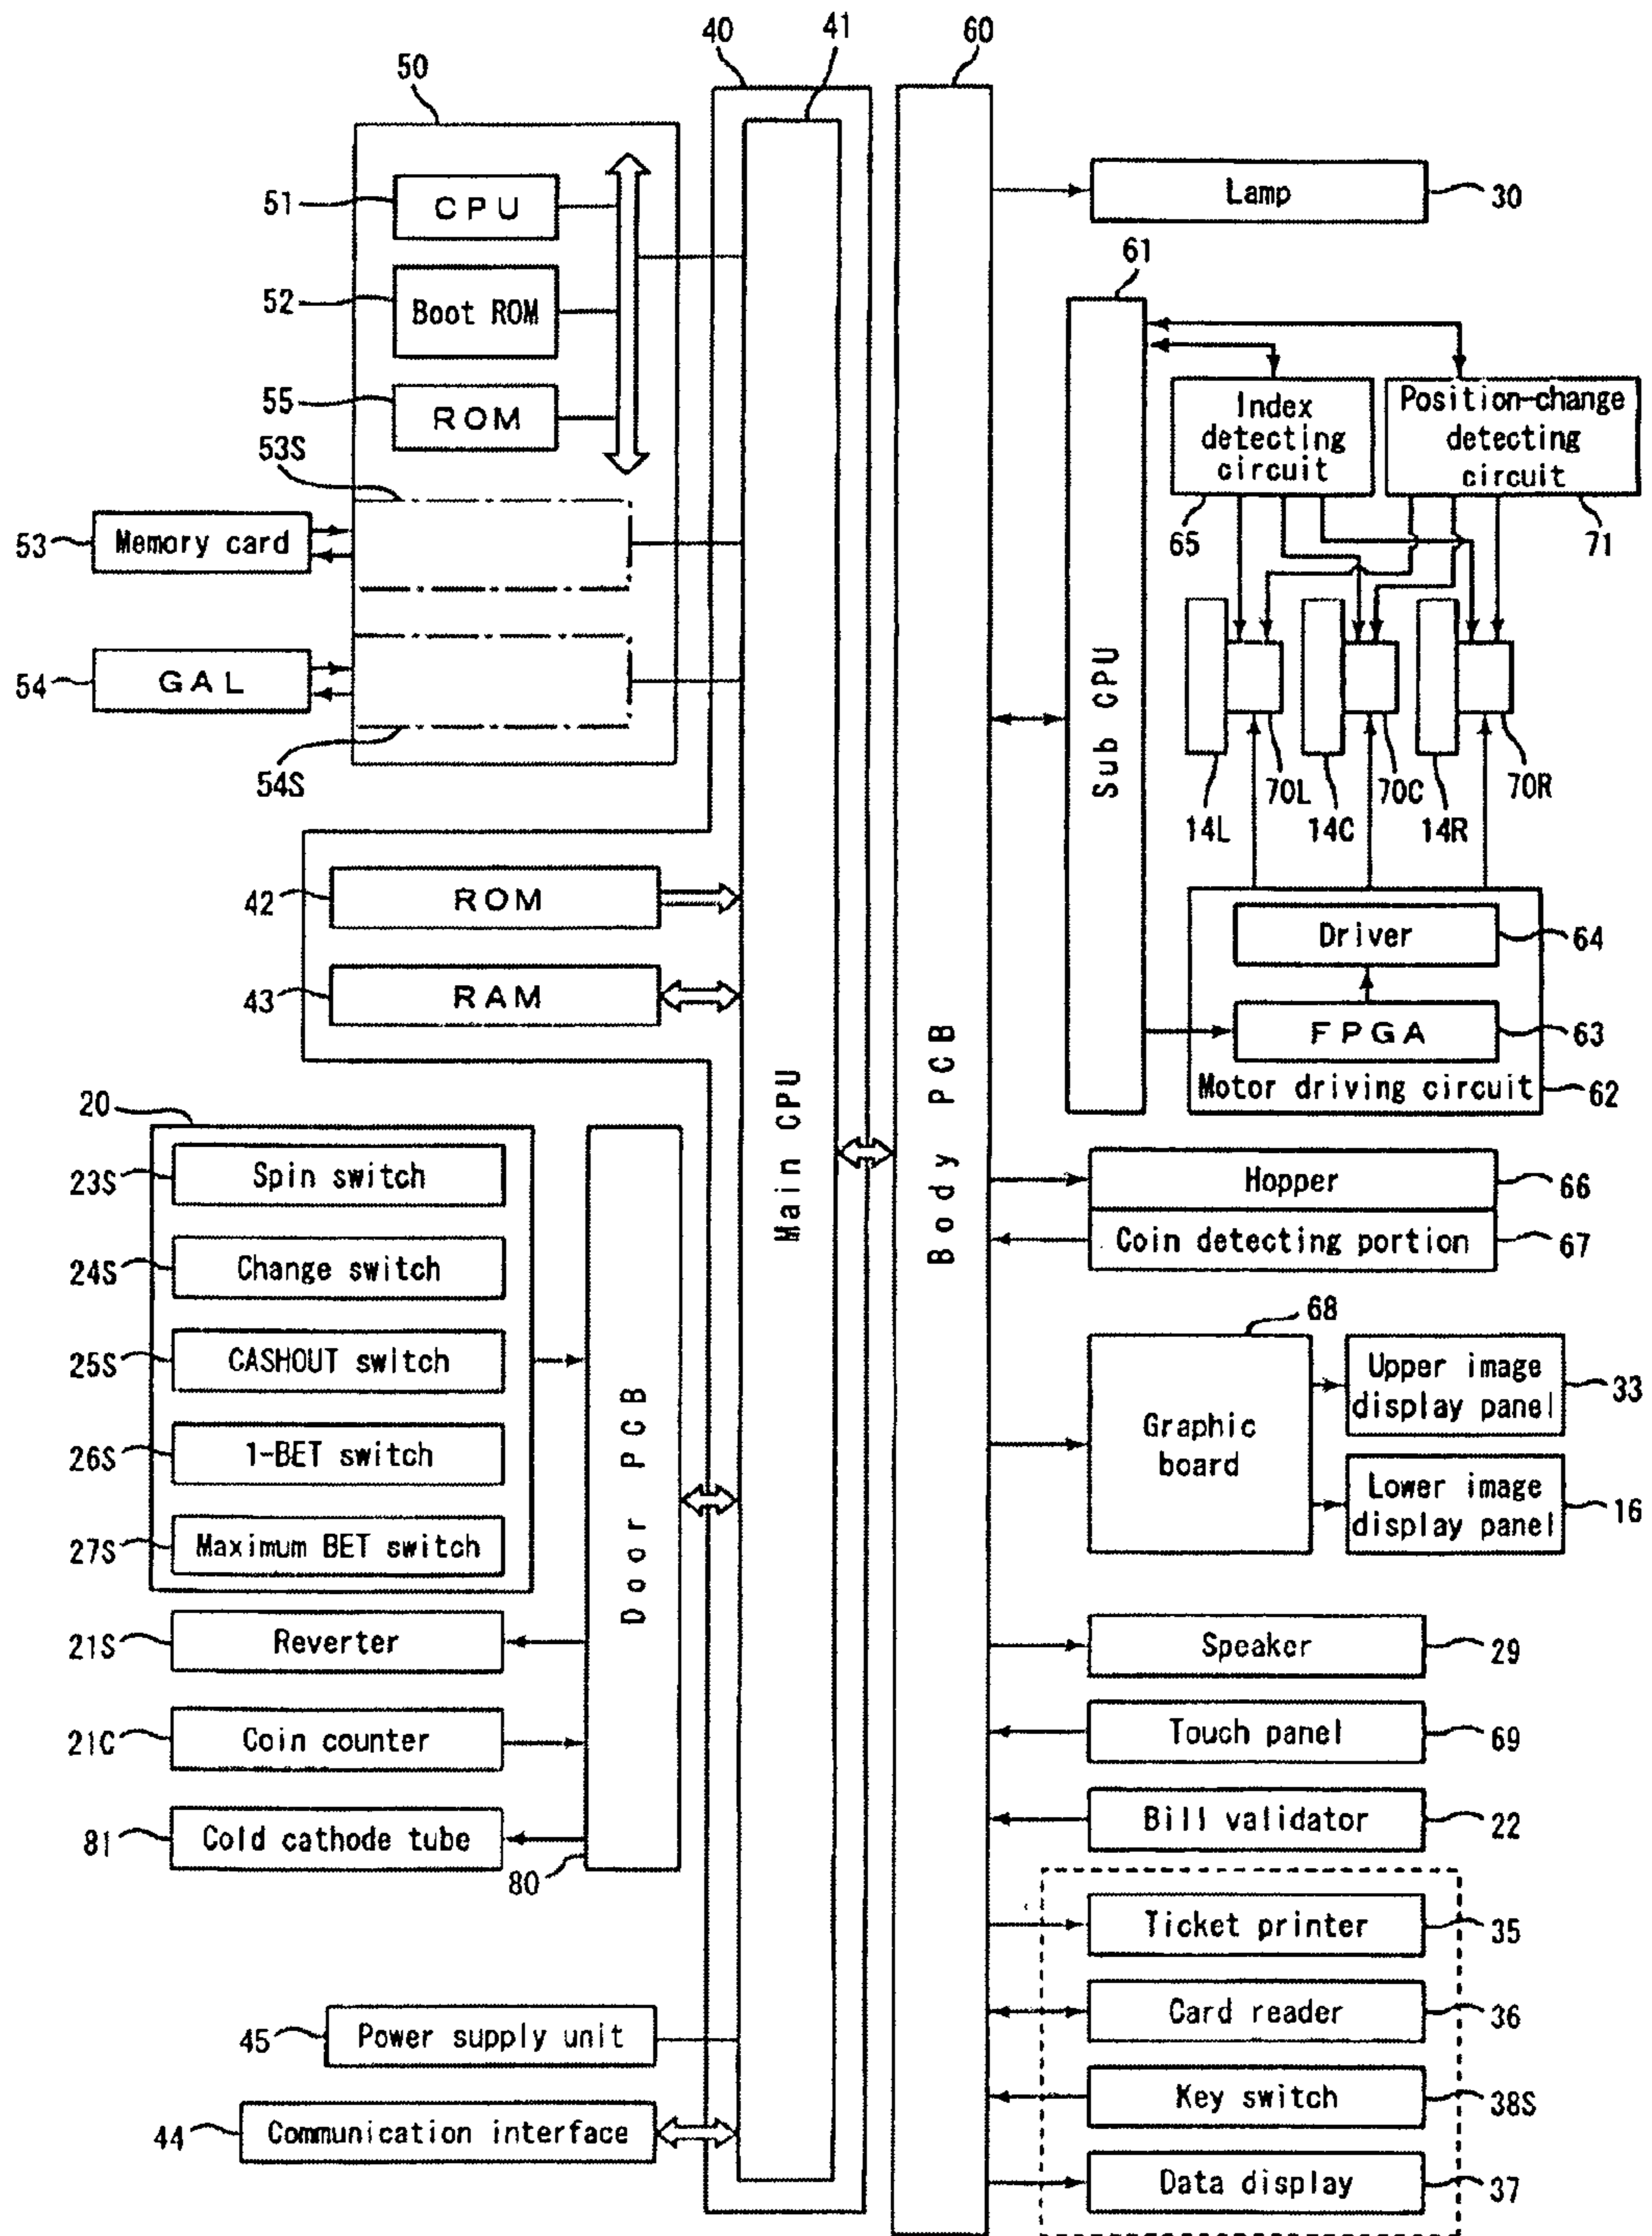 40
41
60
50
51
CPU
52
Boot ROM
55
ROM
53S
53
Memory card
54
GAL
54S
42
ROM
43
RAM
Main CPU
20
23S
Spin switch
24S
Change switch
25S
CASHOUT switch
26S
1-BET switch
27S
Maximum BET switch
21S
Reverter
21C
Coin counter
81
Cold cathode tube
80
Door PCB
45
Power supply unit
44
Communication interface
Body PCB
Lamp
30
61
Sub CPU
Index
detecting
circuit
65
Position-change
detecting
circuit
71
14L
70L
14C
70C
14R
70R
Driver
64
FPGA
63
Motor driving circuit
62
Hopper
66
Coin detecting portion
67
68
Graphic
board
Upper image
display panel
33
Lower image
display panel
16
Speaker
29
Touch panel
69
Bill validator
22
Ticket printer
35
Card reader
36
Key switch
38S
Data display
37